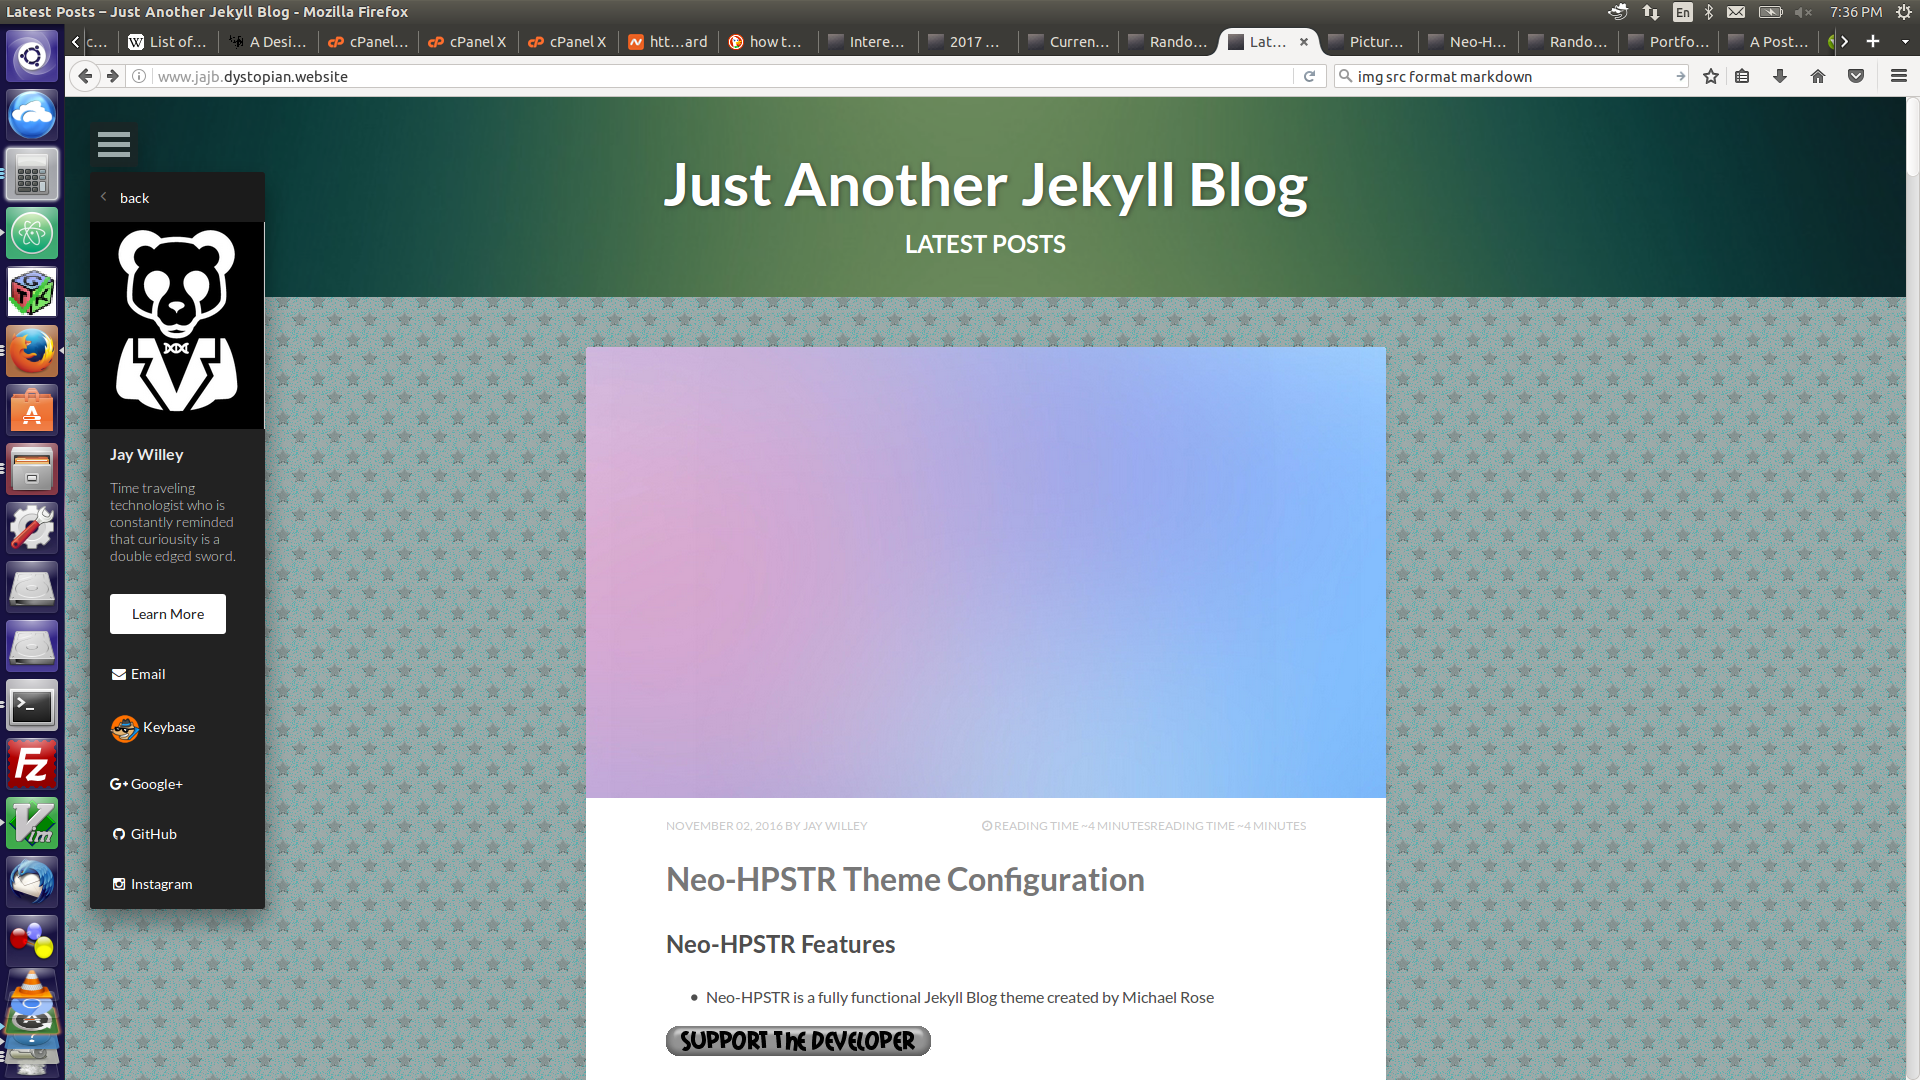 Latest Posts – Just Another Jekyll Blog - Mozilla Firefox
En
7:36 PM
c...
List of...
A Desi...
cPanel...
cPanel X
cPanel X
htt...ard
how t...
Intere...
2017 ...
Curren...
Rando...
Lat...
Pictur...
Neo-H...
Rando...
Portfo...
A Post...
www.jajb.dystopian.website
img src format markdown
Just Another Jekyll Blog
LATEST POSTS
back
Jay Willey
Time traveling
technologist who is
constantly reminded
that curiousity is a
double edged sword.
Learn More
Email
Keybase
G+ Google+
GitHub
Instagram
NOVEMBER 02, 2016 BY JAY WILLEY
READING TIME ~4 MINUTESREADING TIME ~4 MINUTES
Neo-HPSTR Theme Configuration
Neo-HPSTR Features
• Neo-HPSTR is a fully functional Jekyll Blog theme created by Michael Rose
SUPPORT THE DEVELOPER